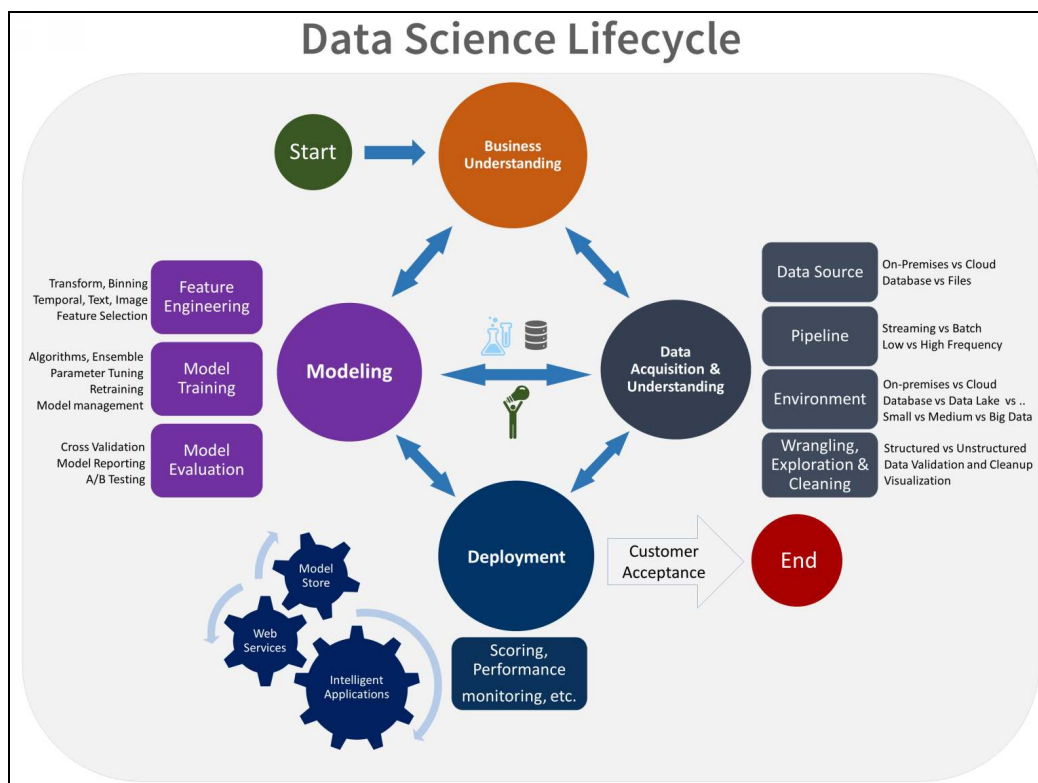 Data Science Lifecycle
Start
Business
Understanding
Transform, Binning
Temporal, Text, Image
Feature Selection
Feature
Engineering
Algorithms, Ensemble
Parameter Tuning
Retraining
Model management
Model
Training
Cross Validation
Model Reporting
A/B Testing
Model
Evaluation
Modeling
Data
Acquisition &
Understanding
Data Source
On-Premises vs Cloud
Database vs Files
Pipeline
Streaming vs Batch
Low vs High Frequency
Environment
On-premises vs Cloud
Database vs Data Lake vs ..
Small vs Medium vs Big Data
Wrangling,
Exploration &
Cleaning
Structured vs Unstructured
Data Validation and Cleanup
Visualization
Deployment
Customer
Acceptance
End
Model
Store
Web
Services
Intelligent
Applications
Scoring,
Performance
monitoring, etc.